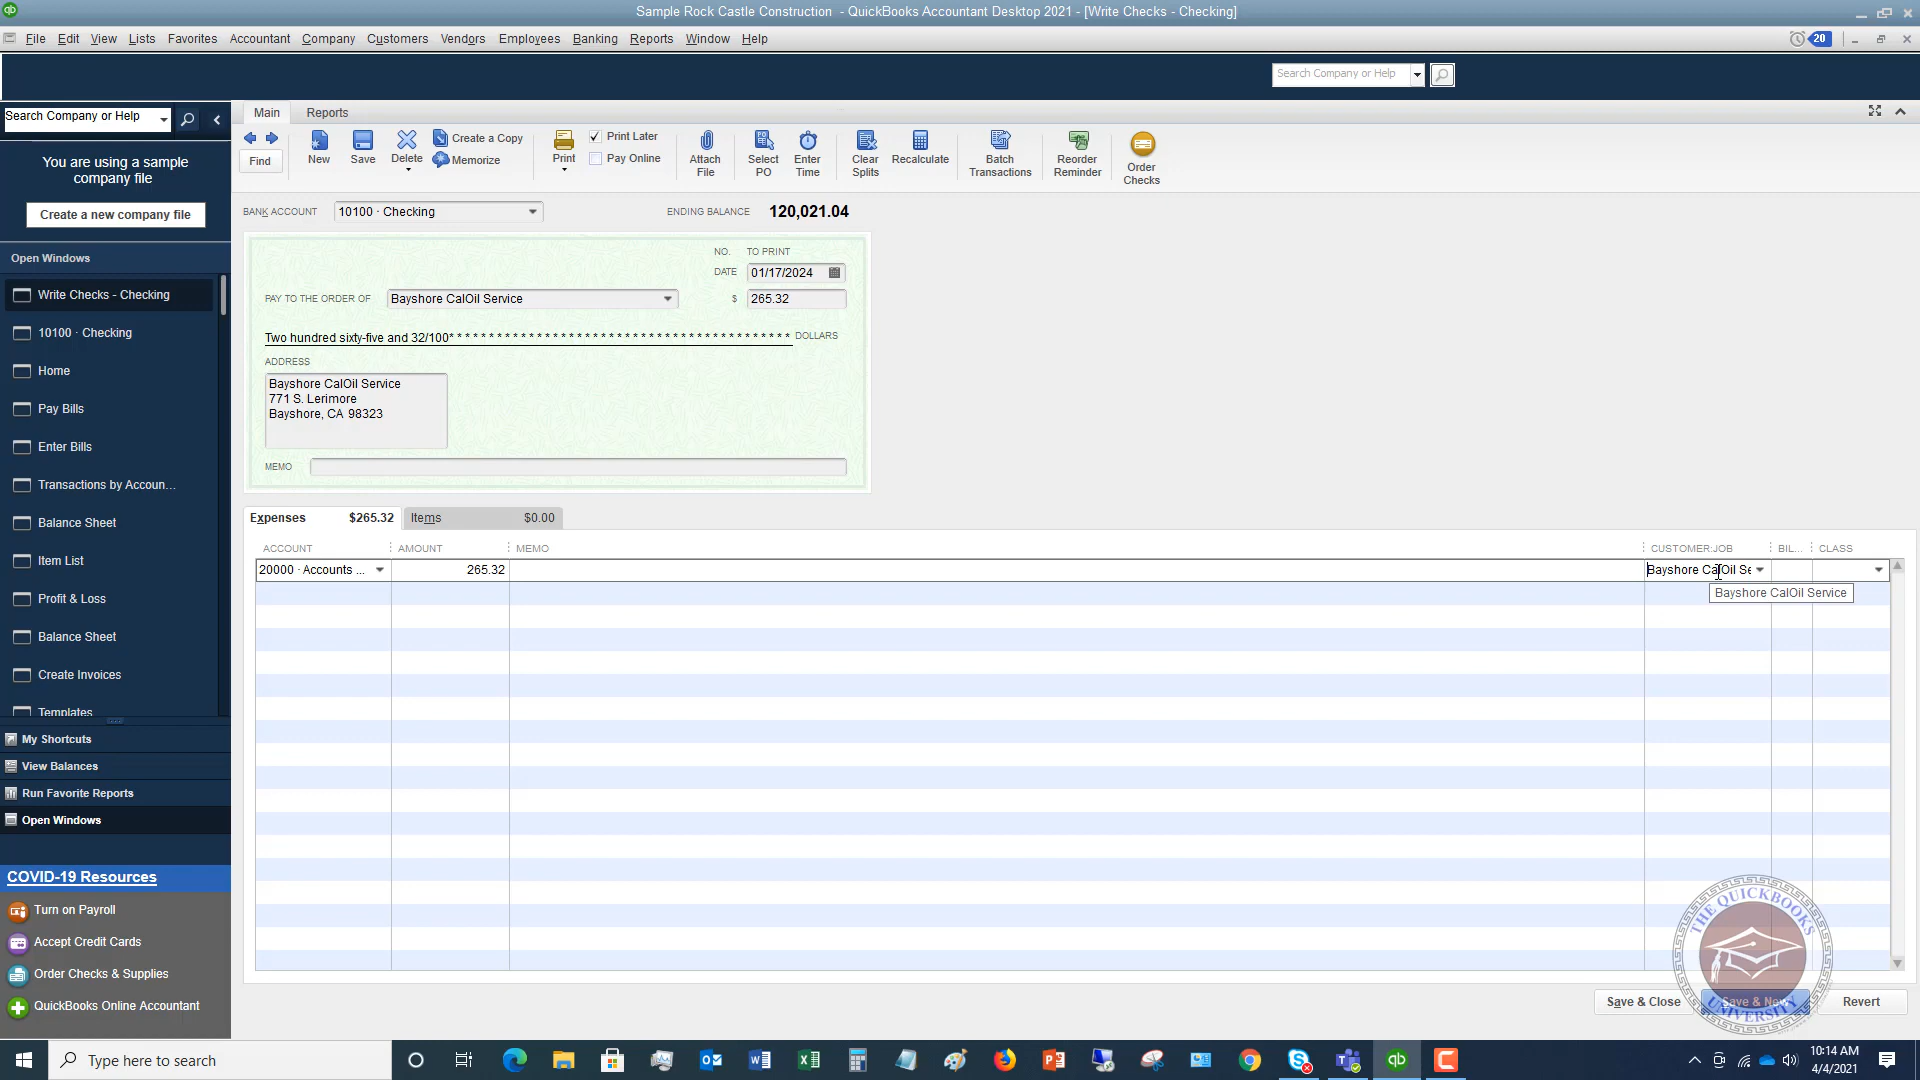 Sample Rock Castle Construction - QuickBooks Accountant Desktop 2021 - [Write Checks - Checking]
File Edit View Lists Favorites Accountant Company Customers Vendors Employees Banking Reports Window Help
20
Search Company or Help
Search Company or Help
You are using a sample
company file
Create a new company file
Open Windows
Write Checks - Checking
10100 · Checking
Home
Pay Bills
Enter Bills
Transactions by Accoun...
Balance Sheet
Item List
Profit & Loss
Balance Sheet
Create Invoices
Templates
My Shortcuts
View Balances
Run Favorite Reports
Open Windows
COVID-19 Resources
Turn on Payroll
Accept Credit Cards
Order Checks & Supplies
QuickBooks Online Accountant
Main Reports
Find
New
Save
Delete
Create a Copy
Memorize
Print
Print Later
Pay Online
Attach
File
Select
PO
Enter
Time
Clear
Splits
Recalculate
Batch
Transactions
Reorder
Reminder
Order
Checks
BANK ACCOUNT 10100 · Checking ENDING BALANCE 120,021.04
NO. TO PRINT
DATE 01/17/2024
PAY TO THE ORDER OF Bayshore CalOil Service $ 265.32
Two hundred sixty-five and 32/100* * * * * * * * * * * * * * * * * * * * * * * * * * * * * * * * * * * * * * * * * DOLLARS
ADDRESS
Bayshore CalOil Service
771 S. Lerimore
Bayshore, CA 98323
MEMO
Expenses $265.32 Items $0.00
ACCOUNT AMOUNT MEMO CUSTOMER:JOB BIL... CLASS
20000 · Accounts ... 265.32 Bayshore CalOil Se
Bayshore CalOil Service
THE QUICKBOOKS
UNIVERSITY
Save & Close Save & New Revert
Type here to search
10:14 AM
4/4/2021